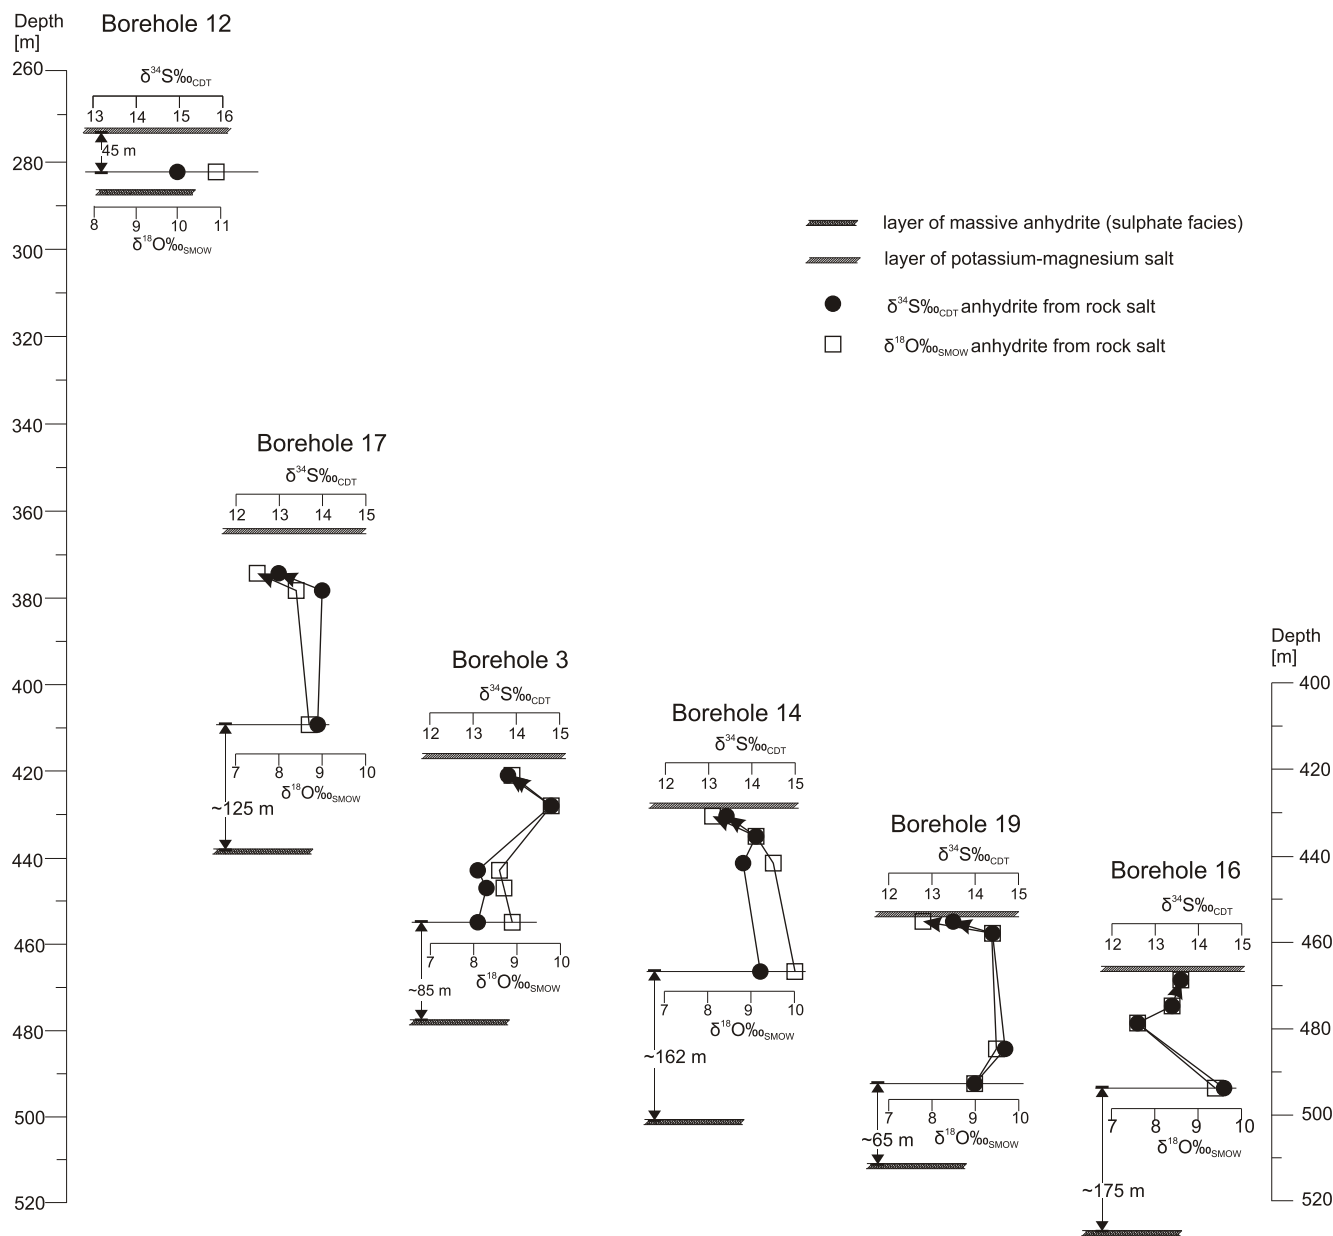 Depth
[m]
260
280
300
320
340
360
380
400
420
440
460
480
500
520
Borehole 12
δ34S‰CDT
13 14 15 16
45 m
8 9 10 11
δ18O‰SMOW
layer of massive anhydrite (sulphate facies)
layer of potassium-magnesium salt
δ34S‰CDT anhydrite from rock salt
δ18O‰SMOW anhydrite from rock salt
Borehole 17
δ34S‰CDT
12 13 14 15
7 8 9 10
δ18O‰SMOW
~125 m
Borehole 3
δ34S‰CDT
12 13 14 15
7 8 9 10
δ18O‰SMOW
~85 m
Borehole 14
δ34S‰CDT
12 13 14 15
7 8 9 10
δ18O‰SMOW
~162 m
Borehole 19
δ34S‰CDT
12 13 14 15
7 8 9 10
δ18O‰SMOW
~65 m
Borehole 16
δ34S‰CDT
12 13 14 15
7 8 9 10
δ18O‰SMOW
~175 m
Depth
[m]
400
420
440
460
480
500
520